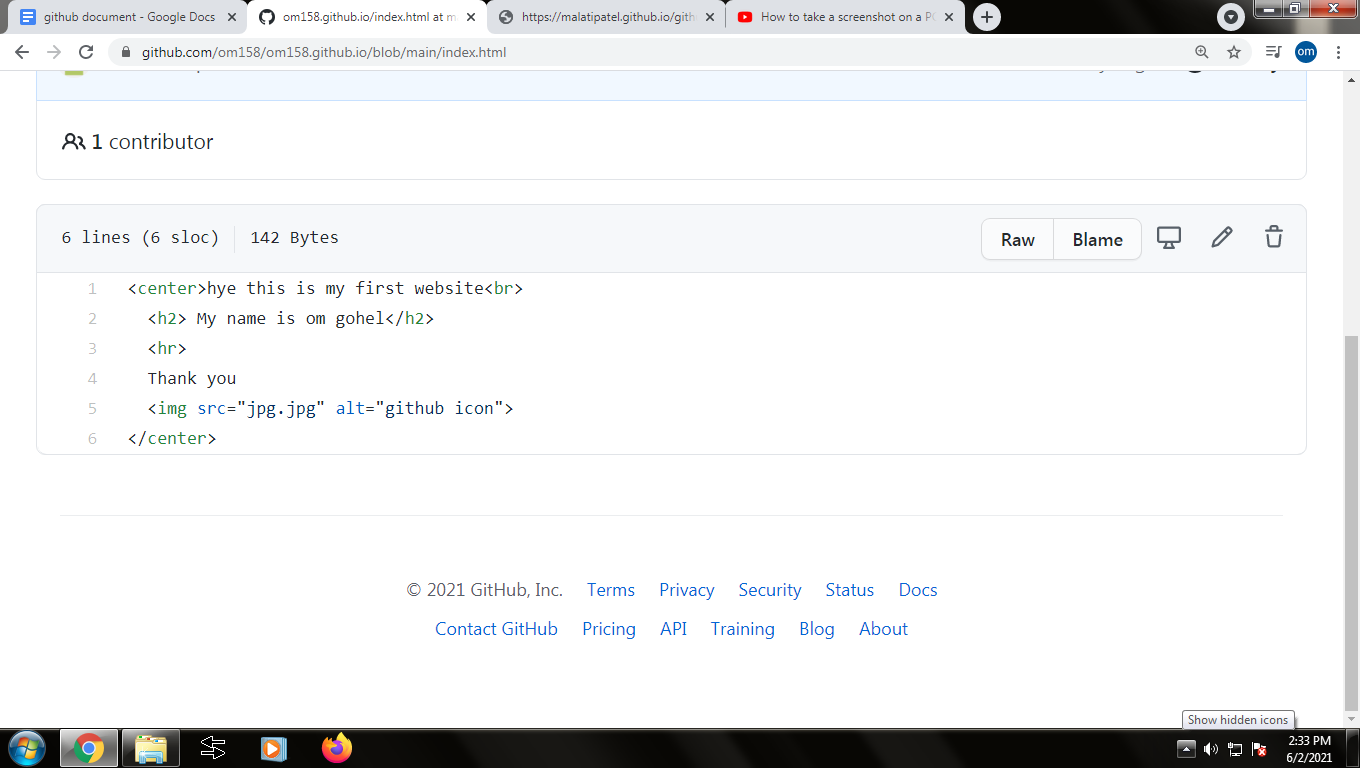 github document - Google Docs
om158.github.io/index.html at m
https://malatipatel.github.io/gith
How to take a screenshot on a PC
github.com/om158/om158.github.io/blob/main/index.html
om
1 contributor
6 lines (6 sloc) 142 Bytes
Raw Blame
1 <center>hye this is my first website<br>
2 <h2> My name is om gohel</h2>
3 <hr>
4 Thank you
5 <img src="jpg.jpg" alt="github icon">
6 </center>
© 2021 GitHub, Inc. Terms Privacy Security Status Docs
Contact GitHub Pricing API Training Blog About
Show hidden icons
2:33 PM
6/2/2021